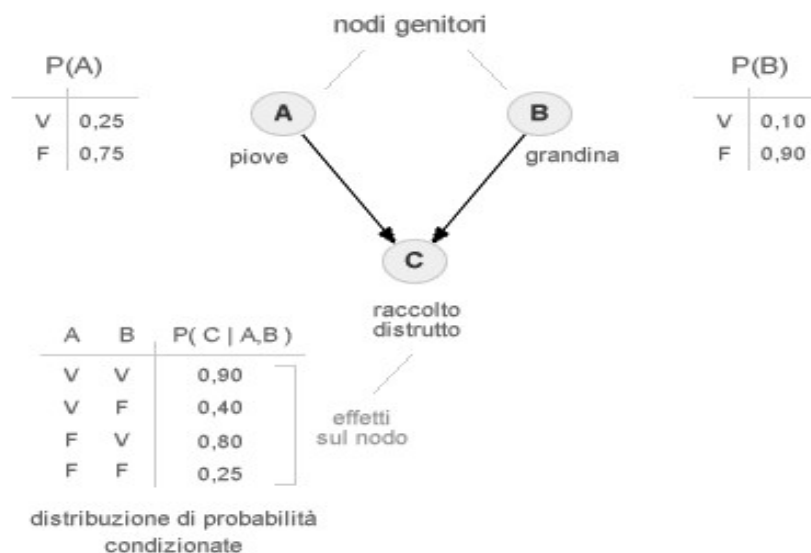 nodi genitori
P(A)
V 0,25
F 0,75
A
piove
B
grandina
P(B)
V 0,10
F 0,90
C
raccolto
distrutto
A B P( C | A,B )
V V 0,90
V F 0,40
F V 0,80
F F 0,25
effetti
sul nodo
distribuzione di probabilità
condizionate